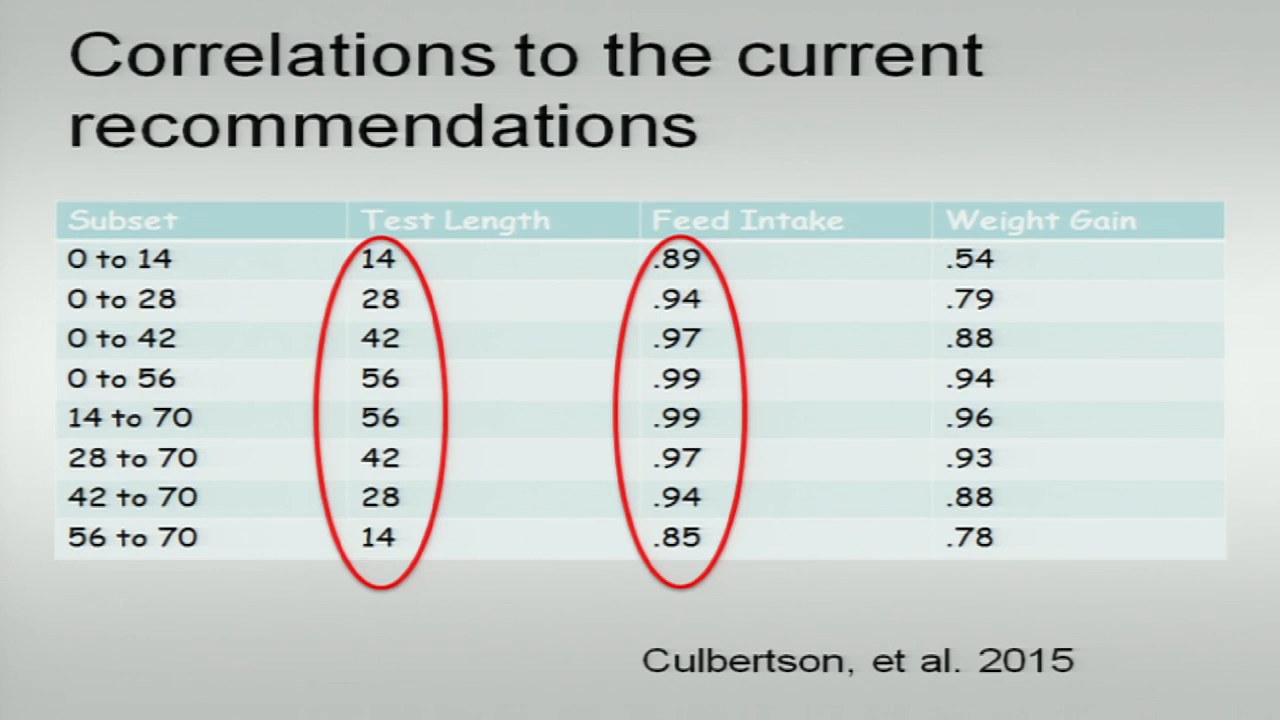 Correlations to the current
recommendations
Subset Test Length Feed Intake Weight Gain
0 to 14 14 .89 .54
0 to 28 28 .94 .79
0 to 42 42 .97 .88
0 to 56 56 .99 .94
14 to 70 56 .99 .96
28 to 70 42 .97 .93
42 to 70 28 .94 .88
56 to 70 14 .85 .78
Culbertson, et al. 2015